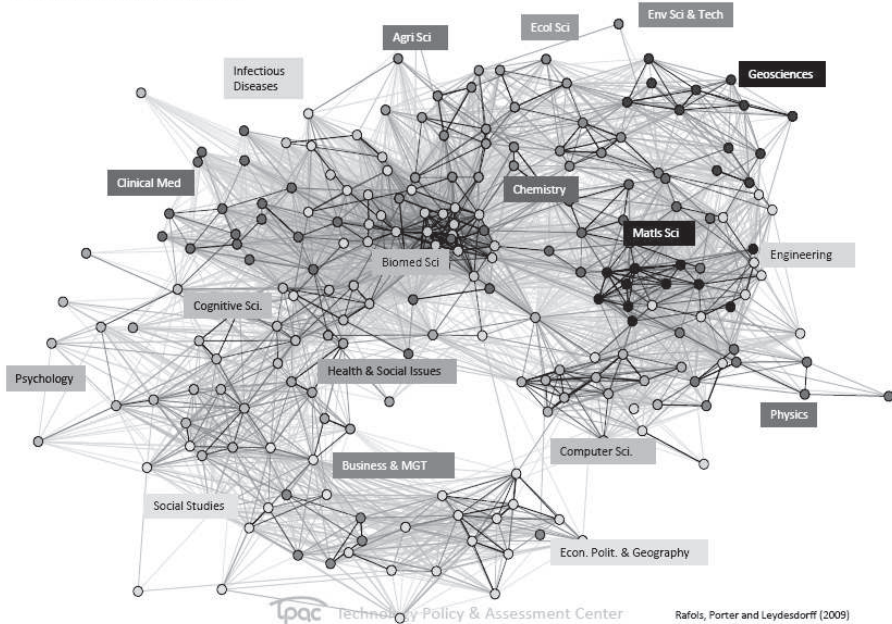 Env Sci & Tech
Ecol Sci
Agri Sci
Infectious
Diseases
Geosciences
Clinical Med
Chemistry
Matls Sci
Biomed Sci
Engineering
Cognitive Sci.
Psychology
Health & Social Issues
Physics
Computer Sci.
Business & MGT
Social Studies
Econ. Polit. & Geography
tpac Technology Policy & Assessment Center
Rafols, Porter and Leydesdorff (2009)